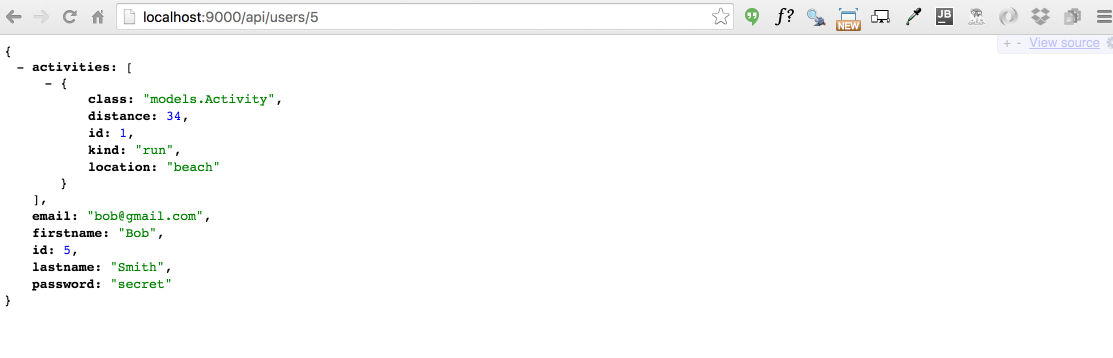 localhost:9000/api/users/5
f?
NEW
JB
+ - View source
{
- activities: [
- {
class: "models.Activity",
distance: 34,
id: 1,
kind: "run",
location: "beach"
}
],
email: "bob@gmail.com",
firstname: "Bob",
id: 5,
lastname: "Smith",
password: "secret"
}